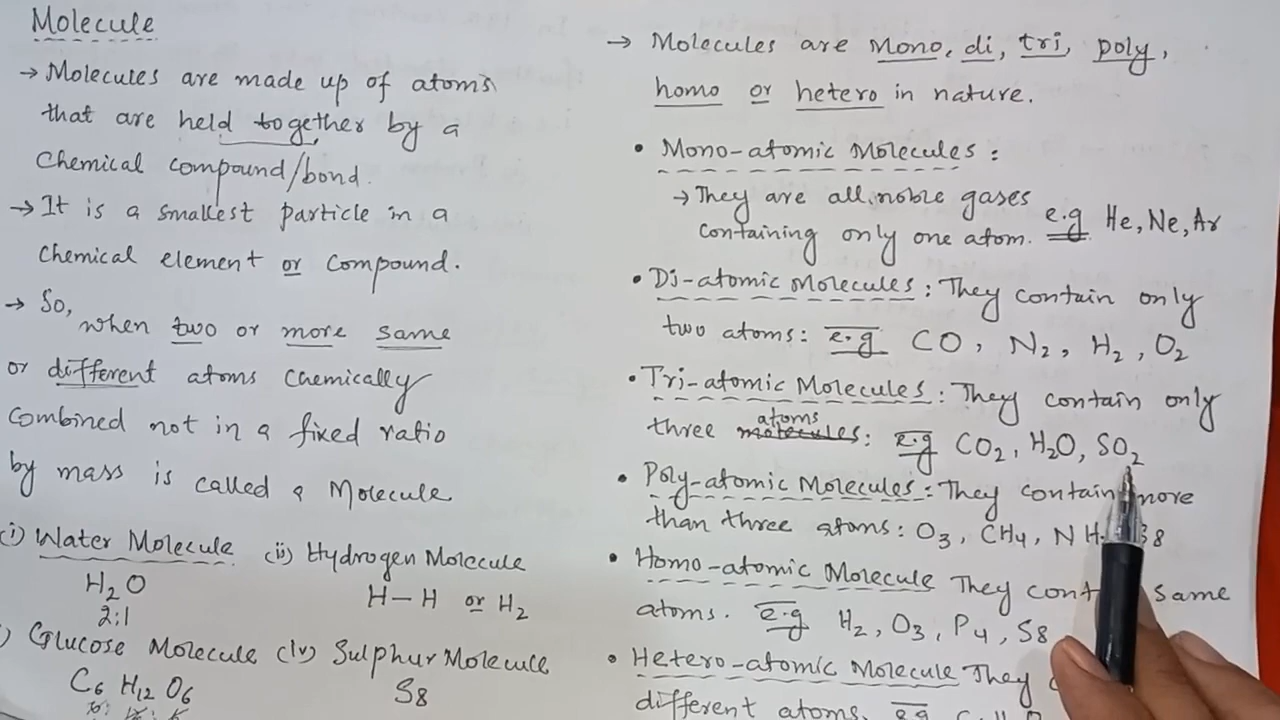 Molecule
→ Molecules are made up of atoms
that are held together by a
Chemical compound/bond.
→ It is a smallest particle in a
Chemical element or compound.
→ So,
when two or more same
or different atoms chemically
combined not in a fixed ratio
by mass is called a Molecule
(i) Water Molecule (ii) Hydrogen Molecule
H2O H–H or H2
2:1
) Glucose Molecule (iv) Sulphur Molecule
C6 H12 O6 S8
→ Molecules are Mono, di, tri, poly,
homo or hetero in nature.
• Mono-atomic Molecules:
→ They are all noble gases
containing only one atom. e.g He, Ne, Ar
• Di-atomic Molecules: They contain only
two atoms: e.g CO, N2, H2, O2
• Tri-atomic Molecules: They contain only
atoms
three molecules: e.g CO2, H2O, SO2
• Poly-atomic Molecules: They contain more
than three atoms: O3, CH4, NH 8
• Homo-atomic Molecule They cont same
atoms. e.g H2, O3, P4, S8
• Hetero-atomic Molecule They
different atoms. eg